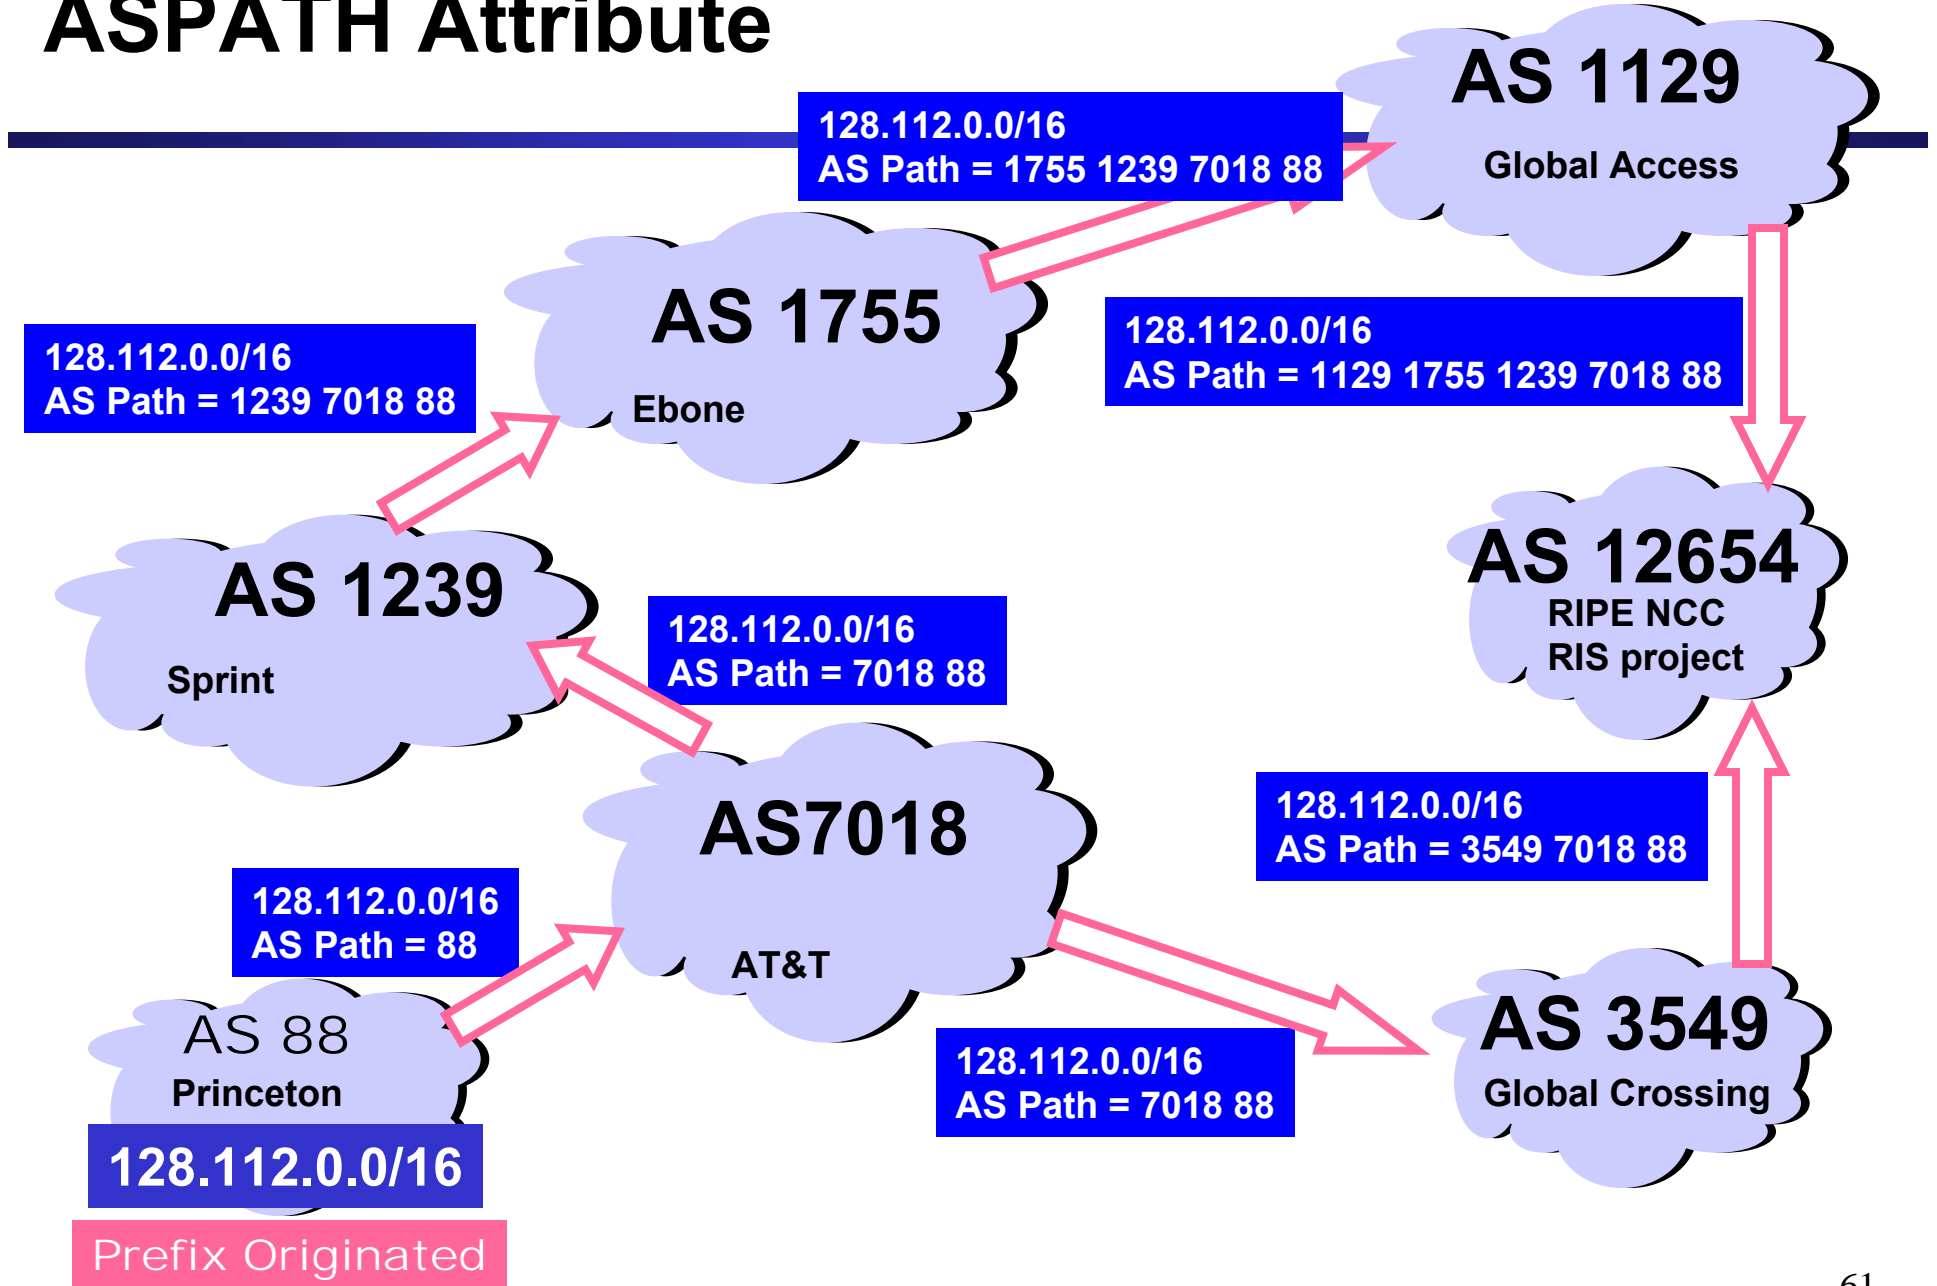 ASPATH Attribute
AS 1129
Global Access
128.112.0.0/16
AS Path = 1755 1239 7018 88
AS 1755
Ebone
128.112.0.0/16
AS Path = 1129 1755 1239 7018 88
128.112.0.0/16
AS Path = 1239 7018 88
AS 12654
RIPE NCC
RIS project
AS 1239
Sprint
128.112.0.0/16
AS Path = 7018 88
AS7018
AT&T
128.112.0.0/16
AS Path = 3549 7018 88
128.112.0.0/16
AS Path = 88
AS 88
Princeton
128.112.0.0/16
Prefix Originated
128.112.0.0/16
AS Path = 7018 88
AS 3549
Global Crossing
61